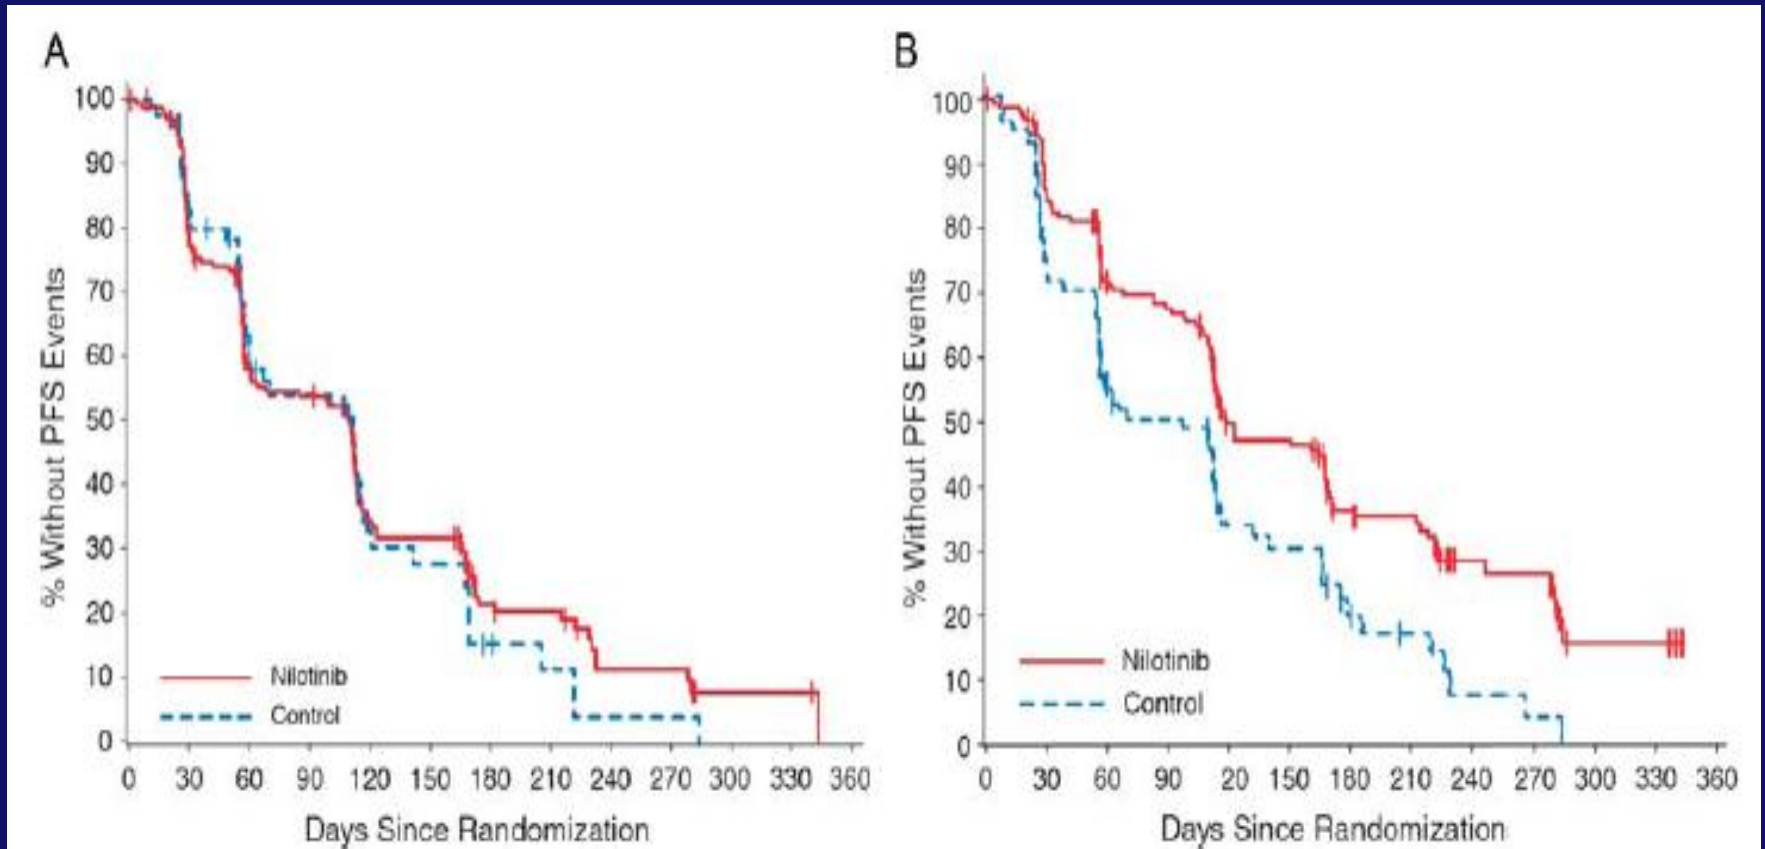 A
% Without PFS Events
100
90
80
70
60
50
40
30
20
10
0
Nilotinib
Control
0 30 60 90 120 150 180 210 240 270 300 330 360
Days Since Randomization
B
% Without PFS Events
100
90
80
70
60
50
40
30
20
10
0
Nilotinib
Control
0 30 60 90 20 150 180 210 240 270 300 330 360
Days Since Randomization